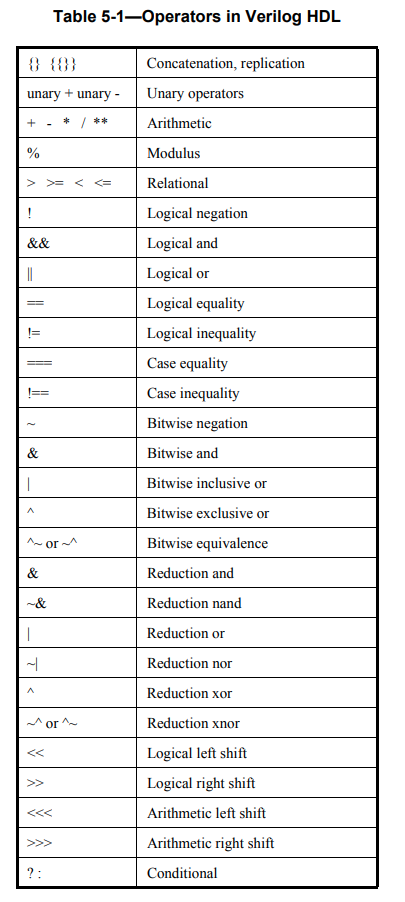 Table 5-1—Operators in Verilog HDL
{} {{}} Concatenation, replication
unary + unary - Unary operators
+ - * / ** Arithmetic
% Modulus
> >= < <= Relational
! Logical negation
&& Logical and
|| Logical or
== Logical equality
!= Logical inequality
=== Case equality
!== Case inequality
~ Bitwise negation
& Bitwise and
| Bitwise inclusive or
^ Bitwise exclusive or
^~ or ~^ Bitwise equivalence
& Reduction and
~& Reduction nand
| Reduction or
~| Reduction nor
^ Reduction xor
~^ or ^~ Reduction xnor
<< Logical left shift
>> Logical right shift
<<< Arithmetic left shift
>>> Arithmetic right shift
? : Conditional